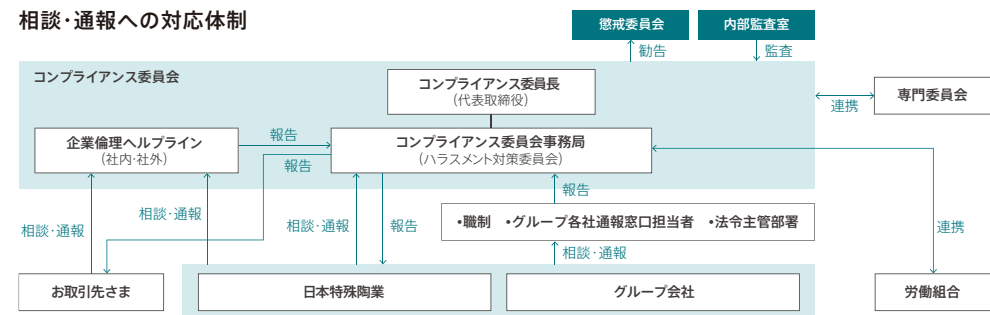 相談･通報への対応体制
懲戒委員会
内部監査室
勧告
監査
コンプライアンス委員会
コンプライアンス委員長
（代表取締役）
専門委員会
連携
企業倫理ヘルプライン
（社内･社外）
報告
報告
コンプライアンス委員会事務局
（ハラスメント対策委員会）
相談･通報
相談･通報
相談･通報
報告
報告
•職制 •グループ各社通報窓口担当者 •法令主管部署
相談･通報
連携
お取引先さま
日本特殊陶業
グループ会社
労働組合